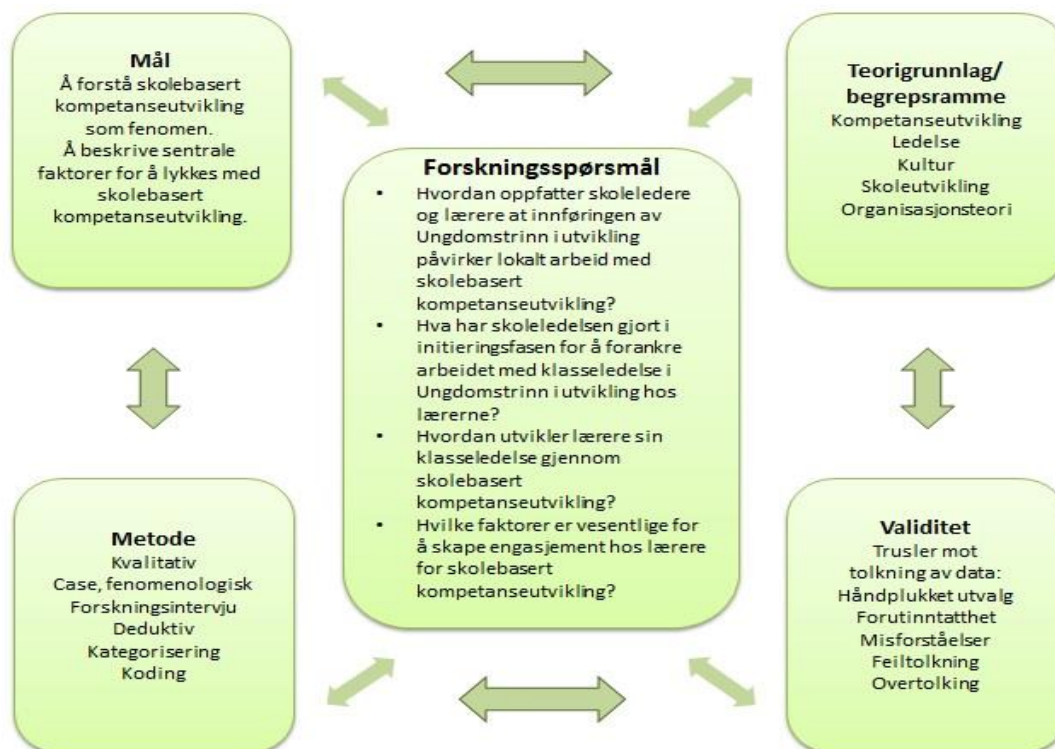 Mål
Å forstå skolebasert
kompetanseutvikling
som fenomen.
Å beskrive sentrale
faktorer for å lykkes med
skolebasert
kompetanseutvikling.
Teorigrunnlag/
begrepsramme
Kompetanseutvikling
Ledelse
Kultur
Skoleutvikling
Organisasjonsteori
Forskningsspørsmål
• Hvordan oppfatter skoleledere
og lærere at innføringen av
Ungdomstrinn i utvikling
påvirker lokalt arbeid med
skolebasert
kompetanseutvikling?
• Hva har skoleledelsen gjort i
initieringsfasen for å forankre
arbeidet med klasseledelse i
Ungdomstrinn i utvikling hos
lærerne?
• Hvordan utvikler lærere sin
klasseledelse gjennom
skolebasert
kompetanseutvikling?
• Hvilke faktorer er vesentlige for
å skape engasjement hos lærere
for skolebasert
kompetanseutvikling?
Metode
Kvalitativ
Case, fenomenologisk
Forskningsintervju
Deduktiv
Kategorisering
Koding
Validitet
Trusler mot
tolkning av data:
Håndplukket utvalg
Forutinntatthet
Misforståelser
Feiltolkning
Overtolking